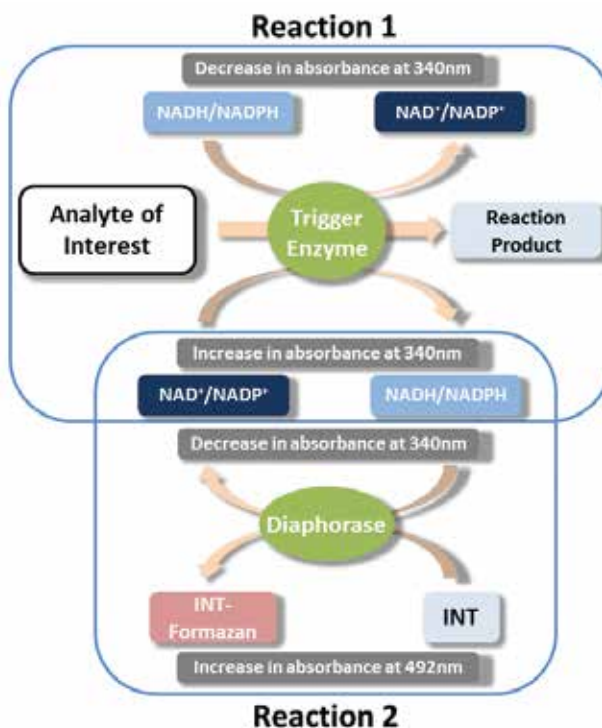 Reaction 1
Decrease in absorbance at 340nm
NADH/NADPH
NAD⁺/NADP⁺
Analyte of
Interest
Trigger
Enzyme
Reaction
Product
Increase in absorbance at 340nm
NAD⁺/NADP⁺
NADH/NADPH
Decrease in absorbance at 340nm
Diaphorase
INT-
Formazan
INT
Increase in absorbance at 492nm
Reaction 2